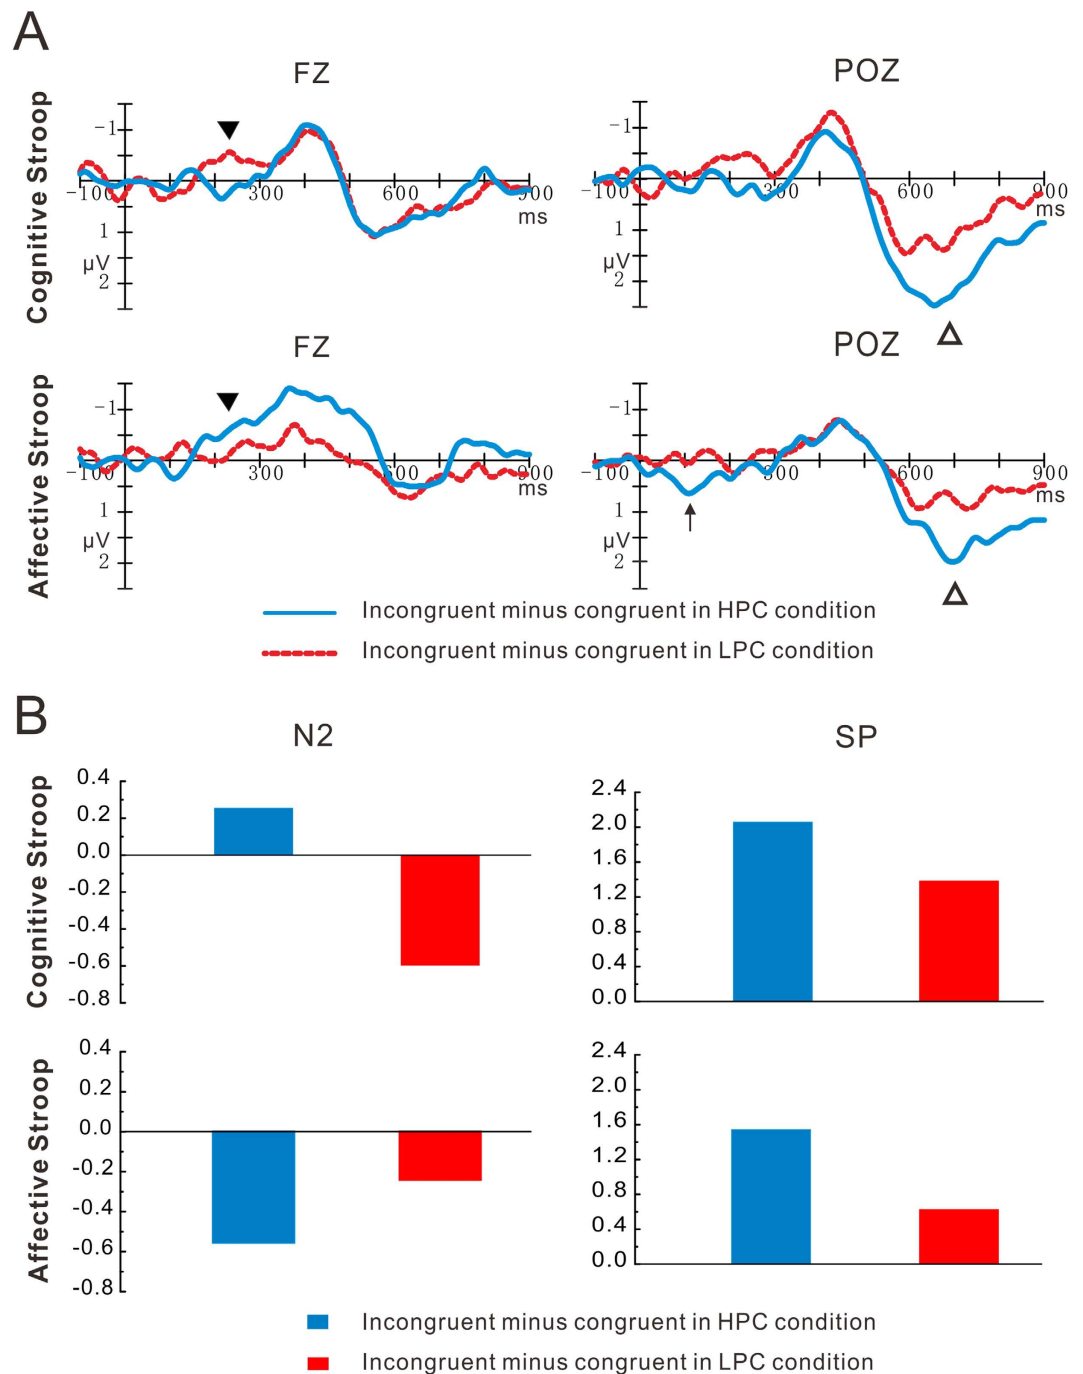 A
FZ
POZ
Cognitive Stroop
-1
-100
300
600
900
ms
1
μV
2
-1
-100
300
600
900
ms
1
μV
2
FZ
POZ
Affective Stroop
-1
-100
300
600
900
ms
1
μV
2
-1
-100
300
600
900
ms
1
μV
2
Incongruent minus congruent in HPC condition
Incongruent minus congruent in LPC condition
B
N2
SP
Cognitive Stroop
0.4
0.2
0.0
-0.2
-0.4
-0.6
-0.8
2.4
2.0
1.6
1.2
0.8
0.4
0.0
Affective Stroop
0.4
0.2
0.0
-0.2
-0.4
-0.6
-0.8
2.4
2.0
1.6
1.2
0.8
0.4
0.0
Incongruent minus congruent in HPC condition
Incongruent minus congruent in LPC condition